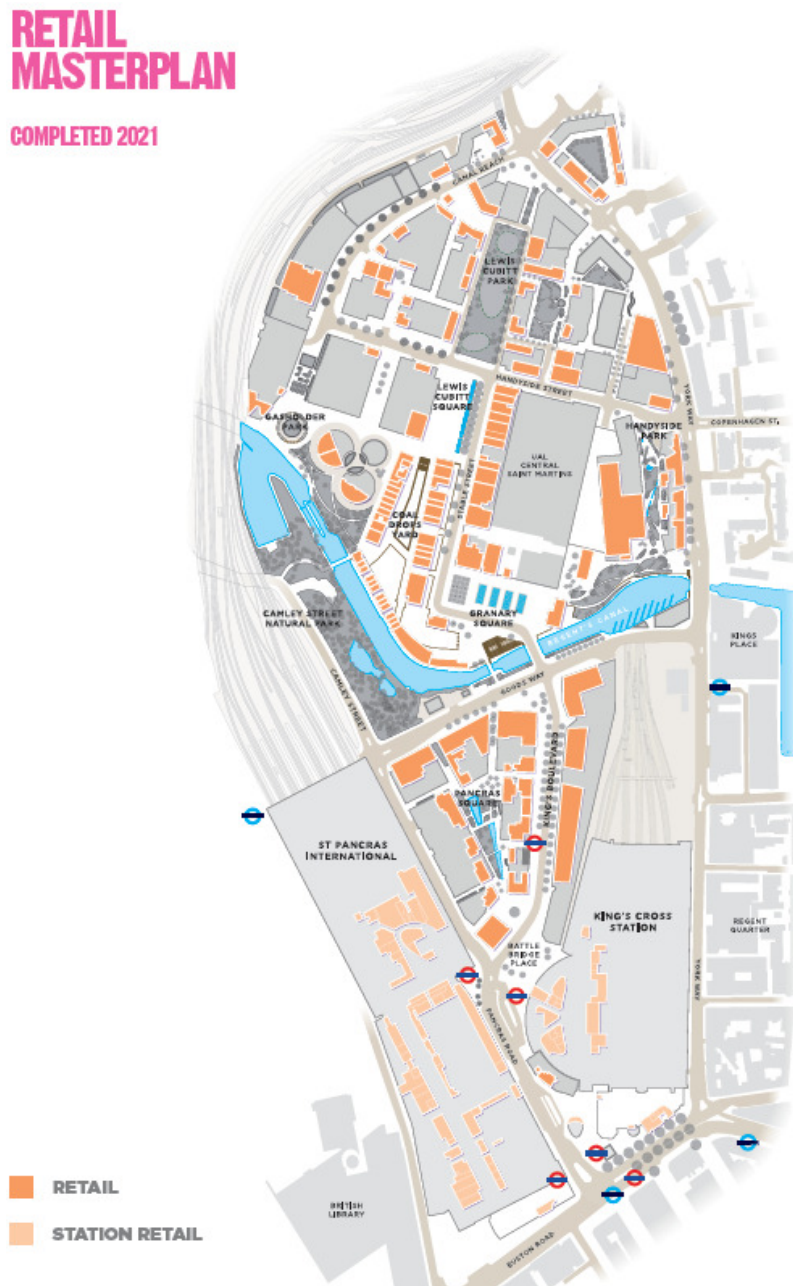 RETAIL
MASTERPLAN
COMPLETED 2021
CANAL REACH
LEWIS
CUBITT
PARK
HANDYSIDE STREET
LEWIS
CUBITT
SQUARE
YORK WAY
COPENHAGEN ST.
GASHOLDER
PARK
HANDYSIDE
PARK
UAL
CENTRAL
SAINT MARTINS
STABLE STREET
COAL
DROPS
YARD
CAMLEY STREET
NATURAL PARK
GRANARY
SQUARE
REGENT'S CANAL
KINGS
PLACE
CAMLEY STREET
GOODS WAY
PANCRAS
SQUARE
KING'S BOULEVARD
ST PANCRAS
INTERNATIONAL
KING'S CROSS
STATION
REGENT
QUARTER
BATTLE
BRIDGE
PLACE
YORK WAY
PANCRAS ROAD
RETAIL
STATION RETAIL
BRITISH
LIBRARY
EUSTON ROAD